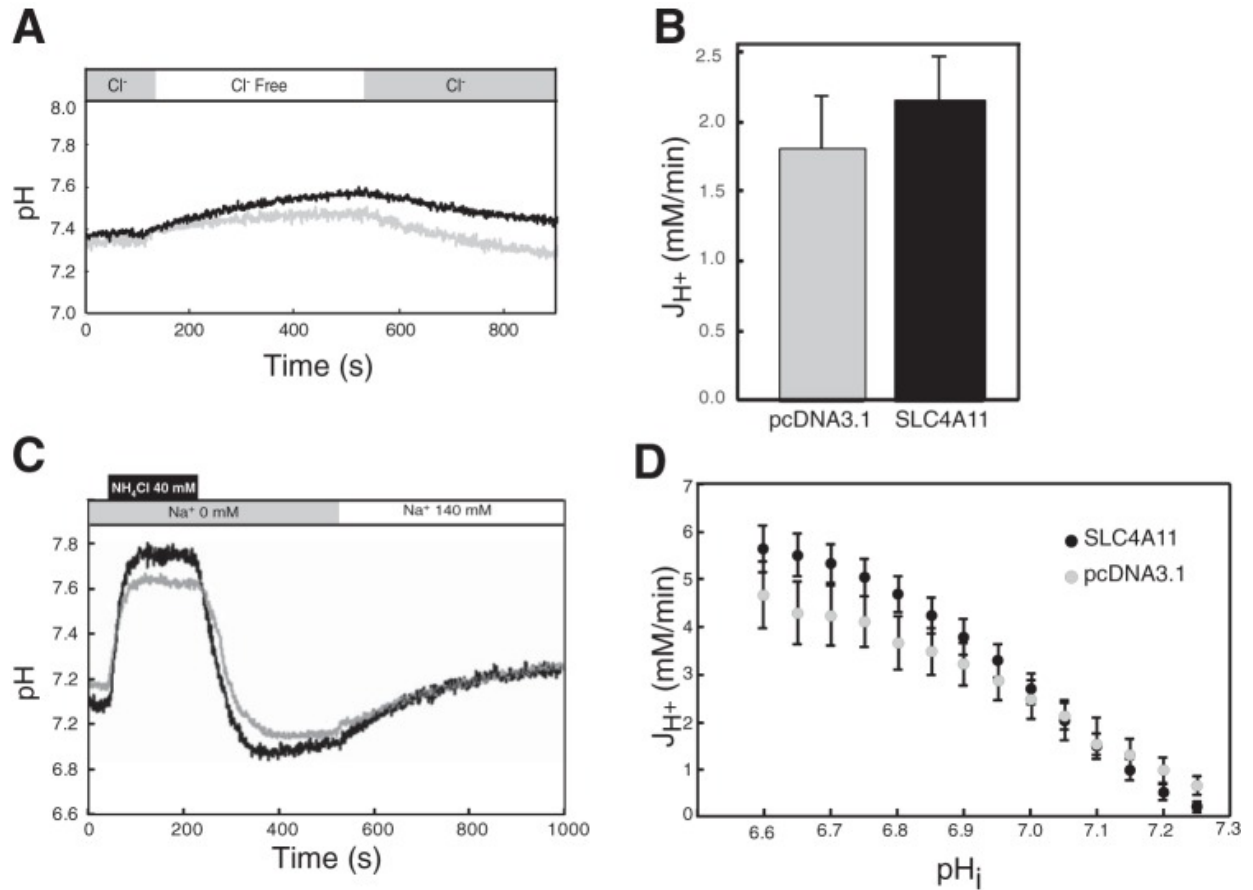 A
Cl⁻ Cl⁻ Free Cl⁻
8.0
7.8
7.6
7.4
7.2
7.0
pH
0 200 400 600 800
Time (s)
B
2.5
2.0
1.5
1.0
0.5
0.0
J_H+ (mM/min)
pcDNA3.1 SLC4A11
C
NH₄Cl 40 mM
Na⁺ 0 mM Na⁺ 140 mM
7.8
7.6
7.4
7.2
7.2
6.8
6.6
pH
0 200 400 600 800 1000
Time (s)
D
7
6
5
4
3
2
1
0
J_H+ (mM/min)
SLC4A11
pcDNA3.1
6.6 6.7 6.8 6.9 7.0 7.1 7.2 7.3
pH_i